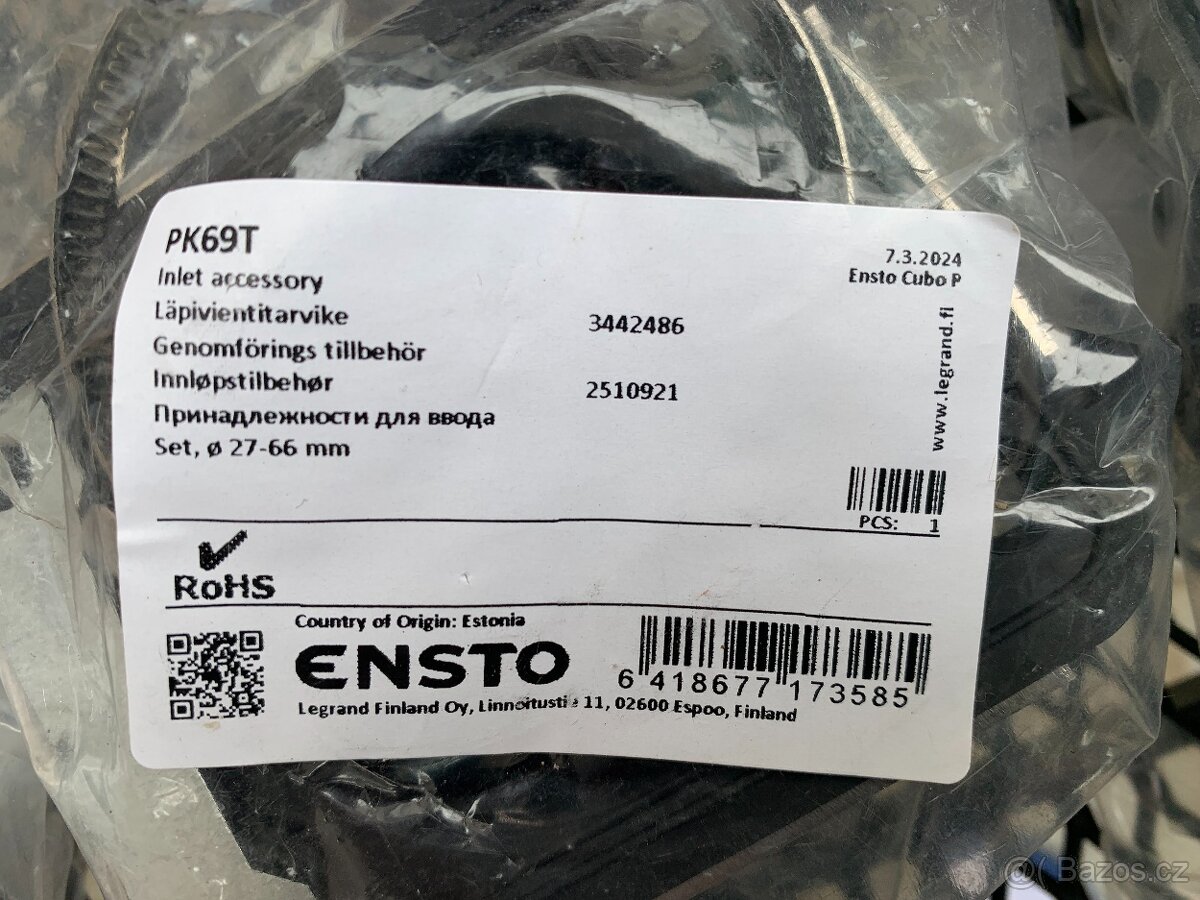 PK69T
Inlet accessory
Läpivientitarvike
Genomförings tillbehör
Innløpstilbehør
Принадлежности для ввода
Set, ø 27-66 mm
3442486
2510921
7.3.2024
Ensto Cubo P
www.legrand.fi
PCS: 1
RoHS
Country of Origin: Estonia
ENSTO
Legrand Finland Oy, Linnoitustie 11, 02600 Espoo, Finland
6 418677 173585
@ Bazos.cz